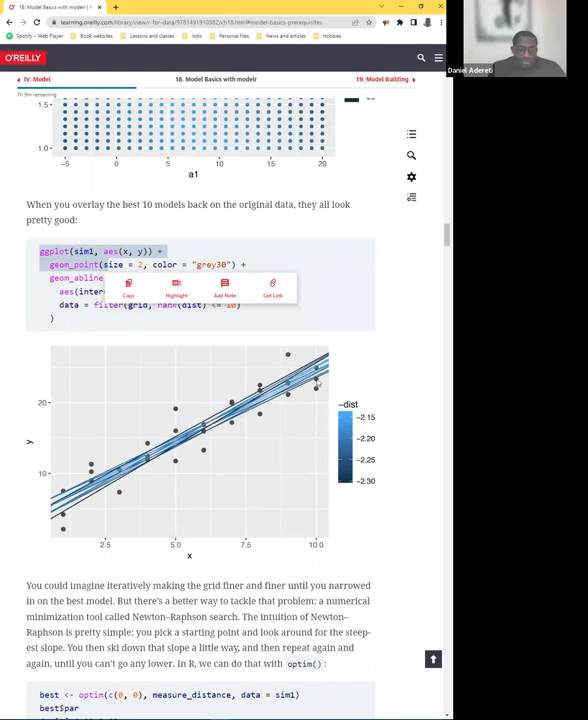 18. Model Basics with modelr | R
learning.oreilly.com/library/view/r-for-data/9781491910382/ch18.html#model-basics-prerequisites
Spotify – Web Player
Book websites
Lessons and classes
Jobs
Personal files
News and articles
hobbies
O'REILLY
Daniel Adereti
IV. Model
18. Model Basics with modelr
19. Model Building
7h 9m remaining
1.5
1.0
−5
0
5
10
15
20
a1
When you overlay the best 10 models back on the original data, they all look
pretty good:
ggplot(sim1, aes(x, y)) +
geom_point(size = 2, color = "grey30") +
geom_abline
aes(inter
data = filter(grid, rank(dist) <= 10)
)
Copy
Highlight
Add Note
Get Link
20
10
y
2.5
5.0
7.5
10.0
x
−dist
−2.15
−2.20
−2.25
−2.30
You could imagine iteratively making the grid finer and finer until you narrowed
in on the best model. But there's a better way to tackle that problem: a numerical
minimization tool called Newton–Raphson search. The intuition of Newton–
Raphson is pretty simple: you pick a starting point and look around for the steep-
est slope. You then ski down that slope a little way, and then repeat again and
again, until you can't go any lower. In R, we can do that with optim():
best <- optim(c(0, 0), measure_distance, data = sim1)
best$par